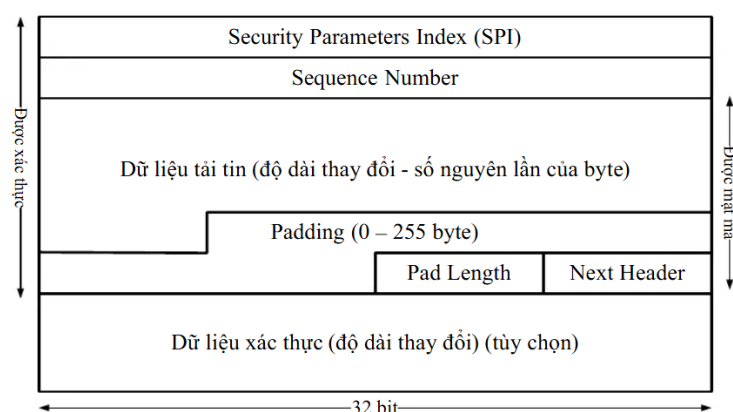 Security Parameters Index (SPI)
Sequence Number
Được xác thực
Dữ liệu tải tin (độ dài thay đổi - số nguyên lần của byte)
Được mật mã
Padding (0 – 255 byte)
Pad Length
Next Header
Dữ liệu xác thực (độ dài thay đổi) (tùy chọn)
32 bit